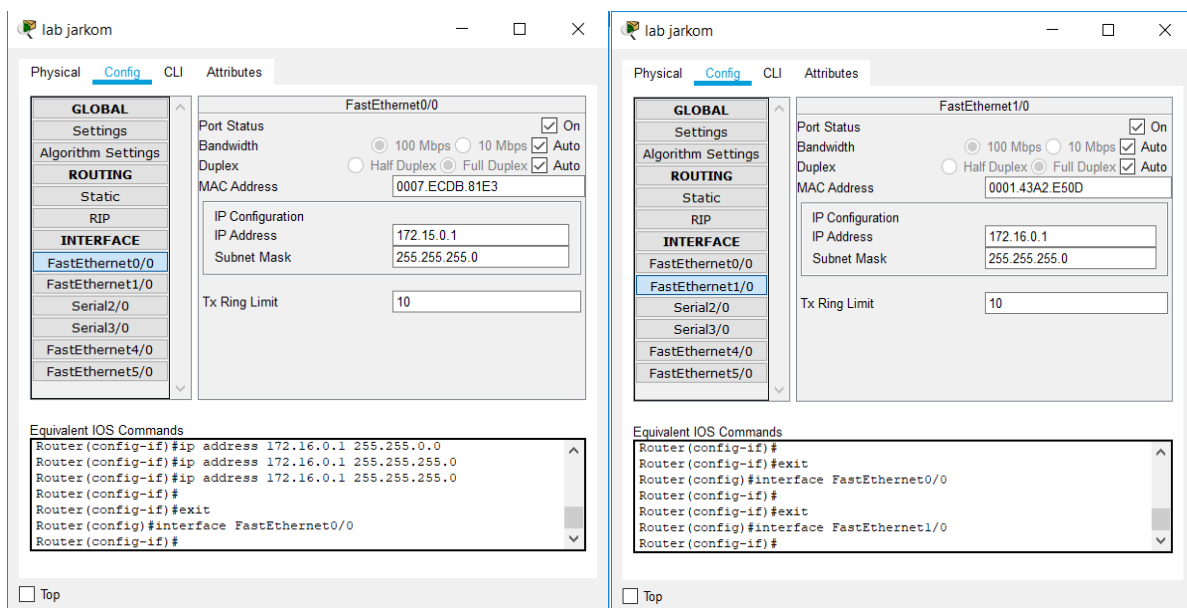 lab jarkom
Physical Config CLI Attributes
GLOBAL
Settings
Algorithm Settings
ROUTING
Static
RIP
INTERFACE
FastEthernet0/0
FastEthernet1/0
Serial2/0
Serial3/0
FastEthernet4/0
FastEthernet5/0
FastEthernet0/0
Port Status On
Bandwidth 100 Mbps 10 Mbps Auto
Duplex Half Duplex Full Duplex Auto
MAC Address 0007.ECDB.81E3
IP Configuration
IP Address 172.15.0.1
Subnet Mask 255.255.255.0
Tx Ring Limit 10
Equivalent IOS Commands
Router(config-if)#ip address 172.16.0.1 255.255.0.0
Router(config-if)#ip address 172.16.0.1 255.255.255.0
Router(config-if)#ip address 172.16.0.1 255.255.255.0
Router(config-if)#
Router(config-if)#exit
Router(config)#interface FastEthernet0/0
Router(config-if)#
Top
lab jarkom
Physical Config CLI Attributes
GLOBAL
Settings
Algorithm Settings
ROUTING
Static
RIP
INTERFACE
FastEthernet0/0
FastEthernet1/0
Serial2/0
Serial3/0
FastEthernet4/0
FastEthernet5/0
FastEthernet1/0
Port Status On
Bandwidth 100 Mbps 10 Mbps Auto
Duplex Half Duplex Full Duplex Auto
MAC Address 0001.43A2.E50D
IP Configuration
IP Address 172.16.0.1
Subnet Mask 255.255.255.0
Tx Ring Limit 10
Equivalent IOS Commands
Router(config-if)#
Router(config-if)#exit
Router(config)#interface FastEthernet0/0
Router(config-if)#
Router(config-if)#exit
Router(config)#interface FastEthernet1/0
Router(config-if)#
Top